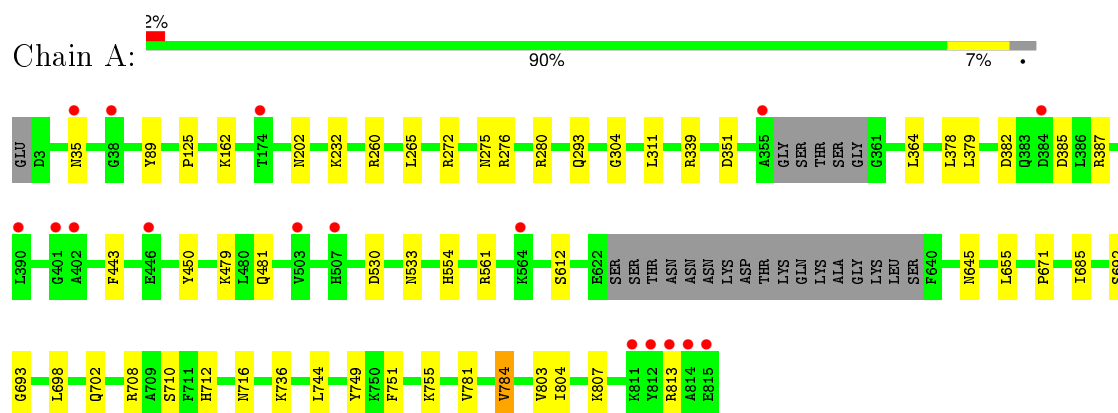 2%
Chain A:
90% 7% •
GLU D3 N35 G38 Y89 P125 K162 T174 N202 K232 R260 L265 R272 N275 R276 R280 Q293 G304 L311 R339 D351 A355 GLY SER THR SER GLY G361 L364 L378 L379 D382 Q383 D384 D385 L386 R387
L390 G401 A402 F443 E446 Y450 K479 L480 Q481 V503 H507 D530 N533 H554 R561 K564 S612 E622 SER SER THR ASN ASN ASN LYS ASP THR LYS GLN LYS LYS ALA GLY LYS LEU SER F640 N645 L655 P671 I685 S692
G693 L698 Q702 R708 A709 S710 F711 H712 N716 K736 L744 Y749 K750 F751 K755 V781 V784 V803 I804 K807 K811 Y812 R813 A814 E815